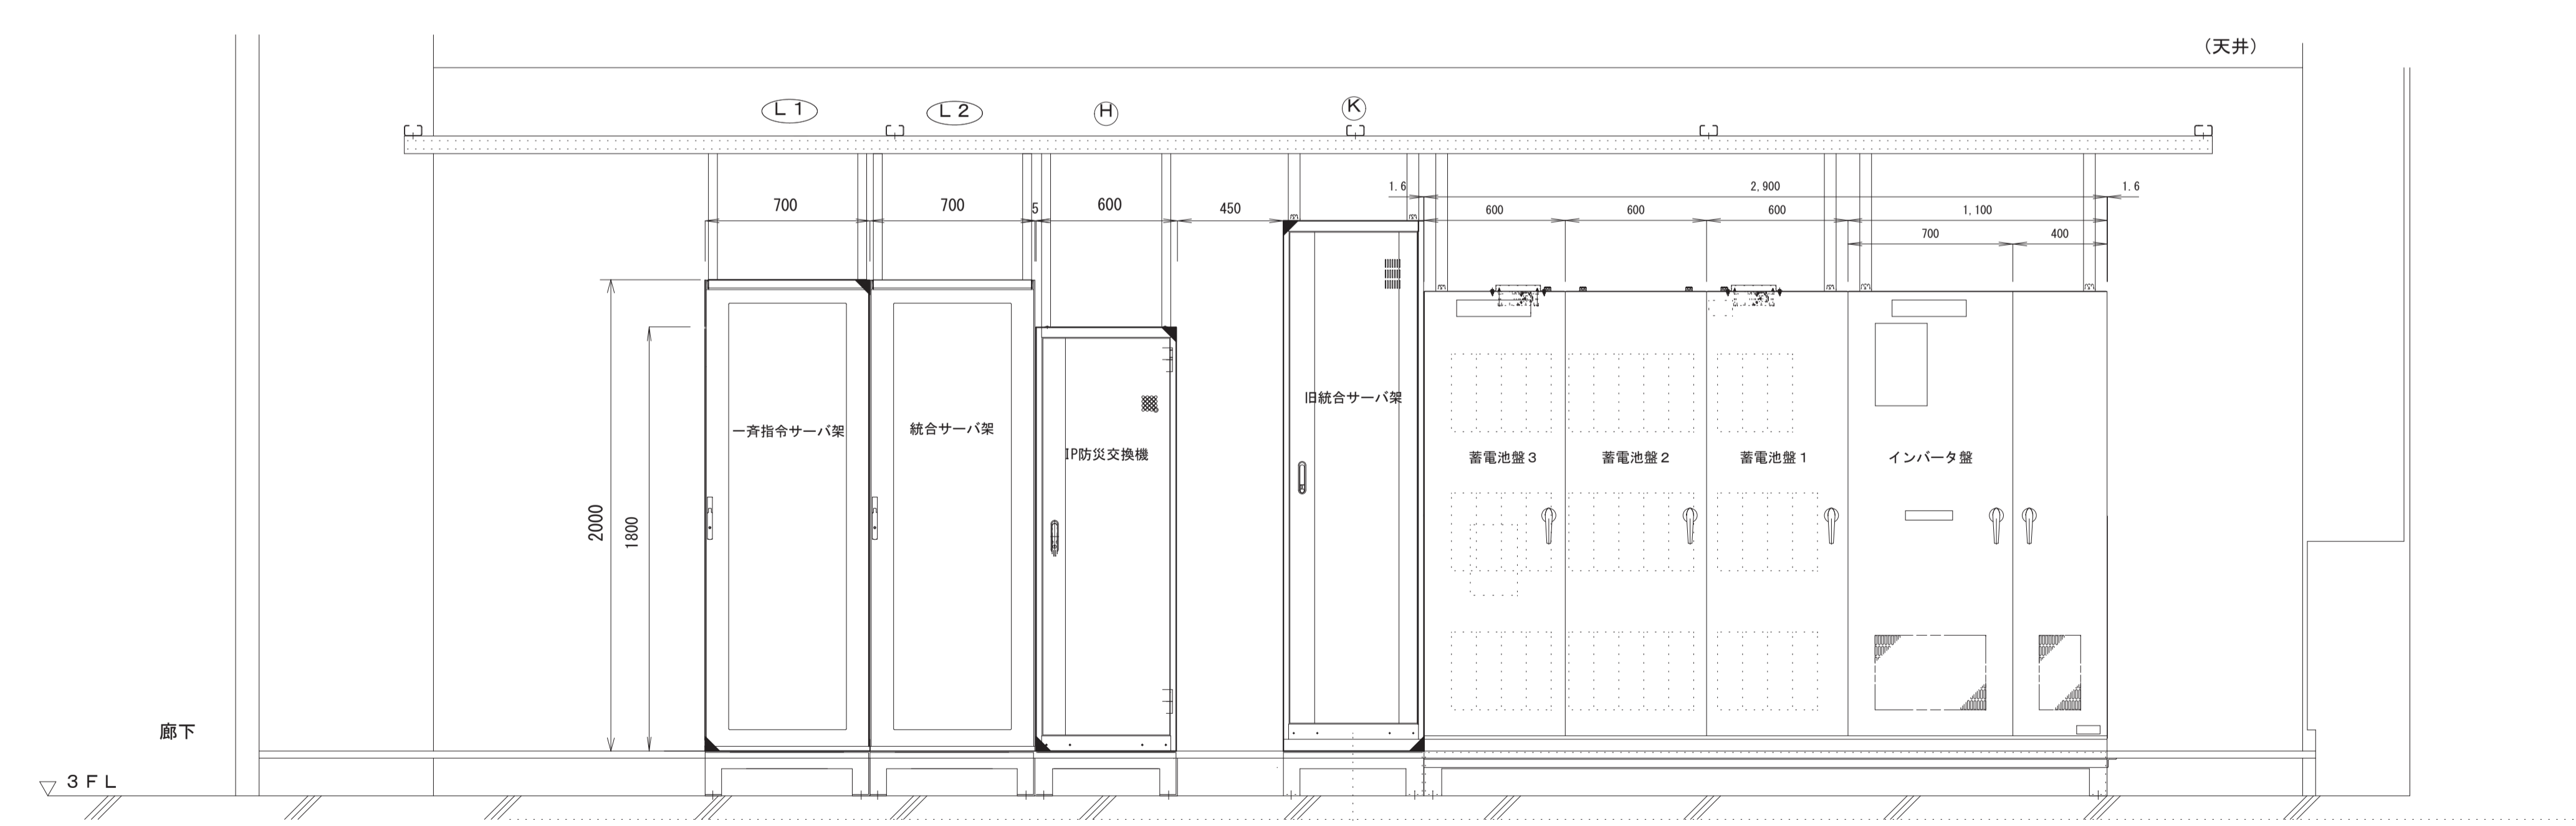 （天井）
Ｌ１
Ｌ２
Ｈ
Ｋ
1.6
2,900
1.6
700
700
5
600
450
600
600
600
1,100
700
400
2000
1800
一斉指令サーバ架
統合サーバ架
IP防災交換機
旧統合サーバ架
蓄電池盤３
蓄電池盤２
蓄電池盤１
インバータ盤
廊下
３ＦＬ